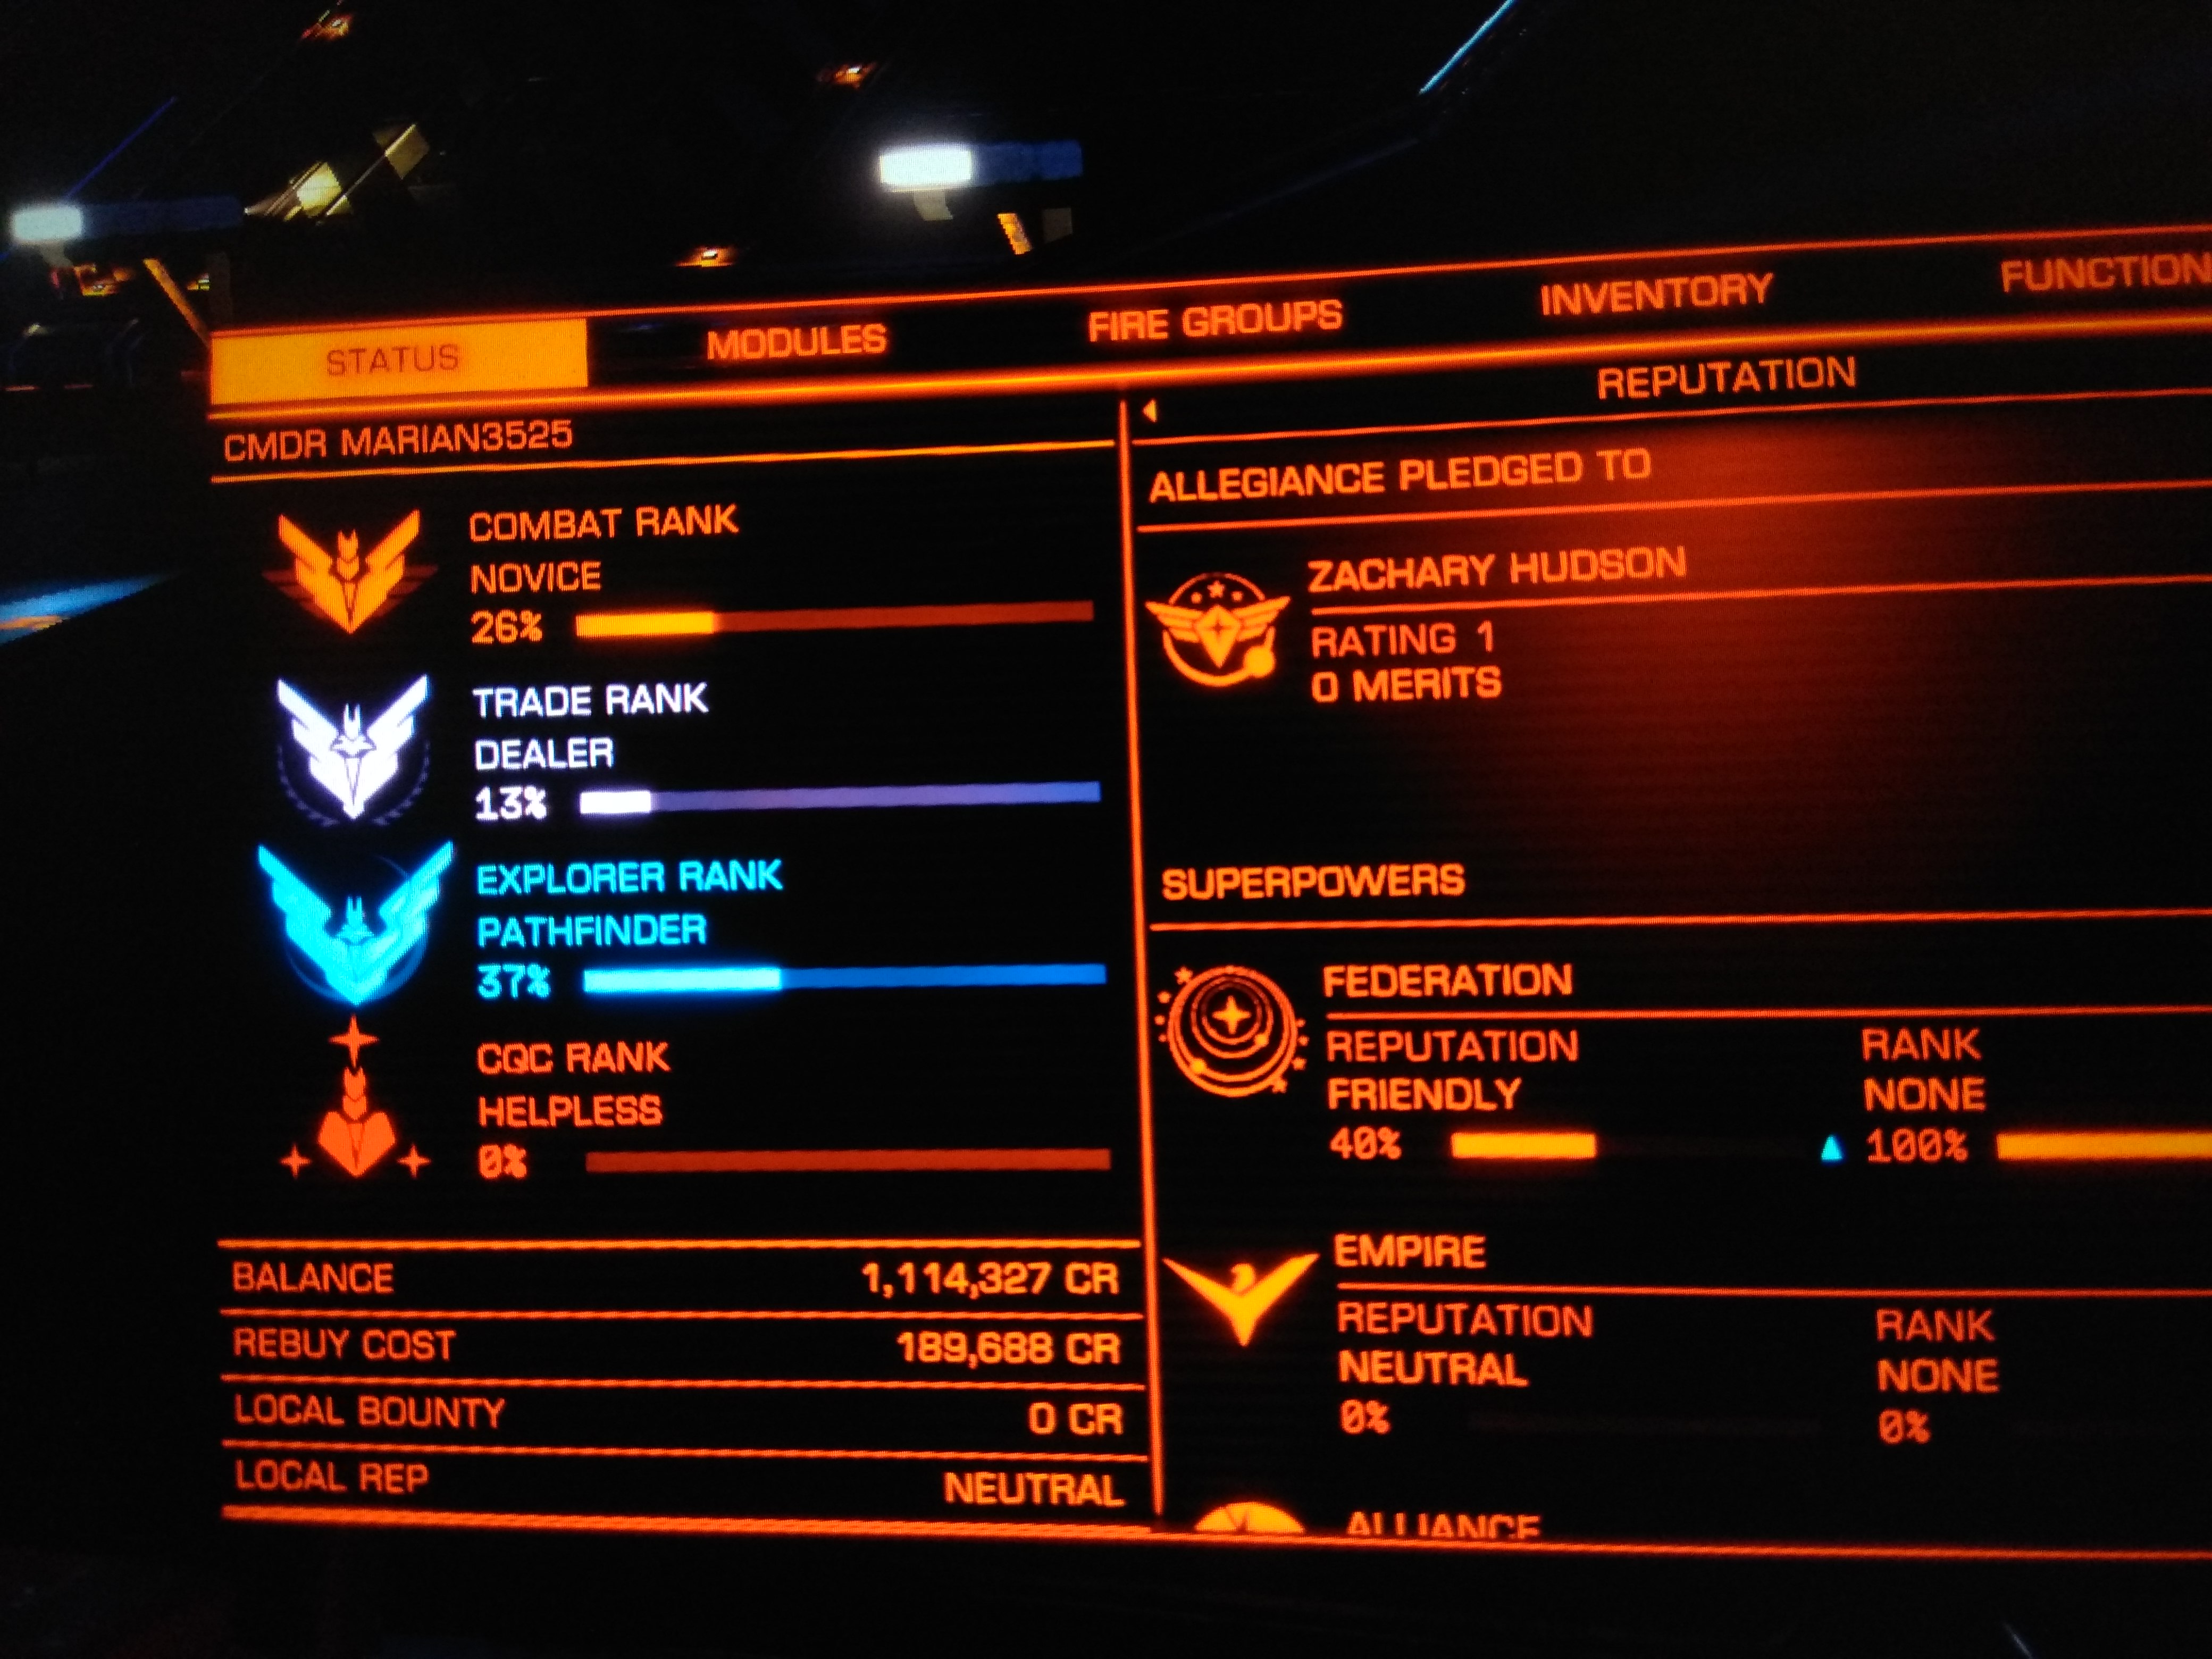 STATUS
MODULES
FIRE GROUPS
INVENTORY
FUNCTION
CMDR MARIAN3525
COMBAT RANK
NOVICE
26%
TRADE RANK
DEALER
13%
EXPLORER RANK
PATHFINDER
37%
CQC RANK
HELPLESS
0%
BALANCE 1,114,327 CR
REBUY COST 189,688 CR
LOCAL BOUNTY 0 CR
LOCAL REP NEUTRAL
REPUTATION
ALLEGIANCE PLEDGED TO
ZACHARY HUDSON
RATING 1
0 MERITS
SUPERPOWERS
FEDERATION
REPUTATION RANK
FRIENDLY NONE
40% 100%
EMPIRE
REPUTATION RANK
NEUTRAL NONE
0% 0%
ALLIANCE